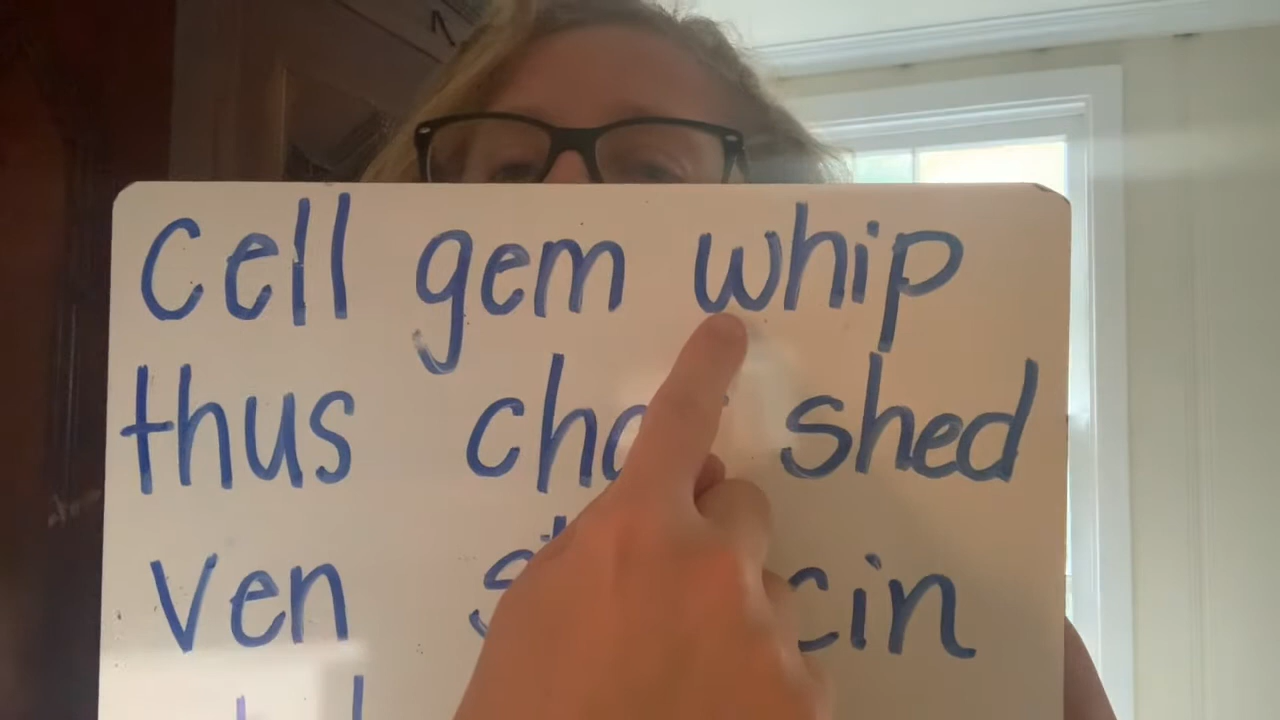 cell gem whip
thus shed
ven cin